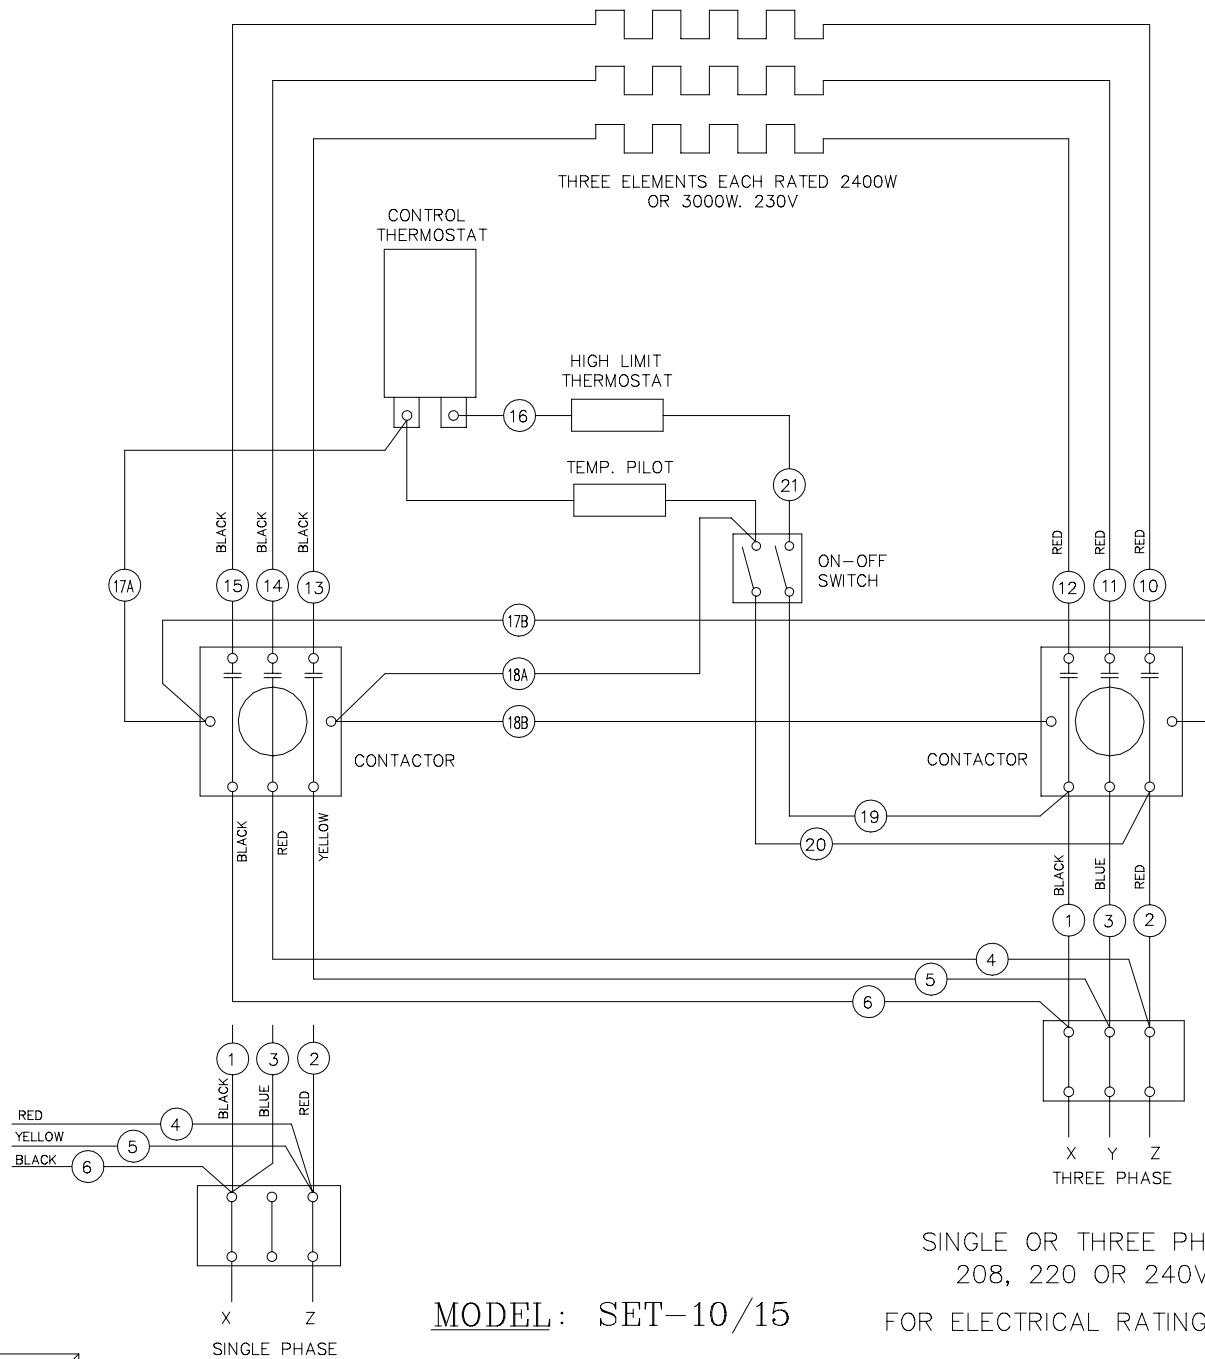 THREE ELEMENTS EACH RATED 2400W
OR 3000W. 230V
CONTROL
THERMOSTAT
HIGH LIMIT
THERMOSTAT
16
TEMP. PILOT
21
BLACK
BLACK
BLACK
RED
RED
RED
ON-OFF
SWITCH
17A
15
14
13
12
11
10
17B
18A
18B
CONTACTOR
CONTACTOR
19
20
BLACK
RED
YELLOW
BLACK
BLUE
RED
1
3
2
4
5
6
1
3
2
BLACK
BLUE
RED
RED
4
YELLOW
5
BLACK
6
X
Y
Z
THREE PHASE
X
Z
SINGLE PHASE
MODEL: SET-10/15
SINGLE OR THREE PH
208, 220 OR 240V
FOR ELECTRICAL RATING